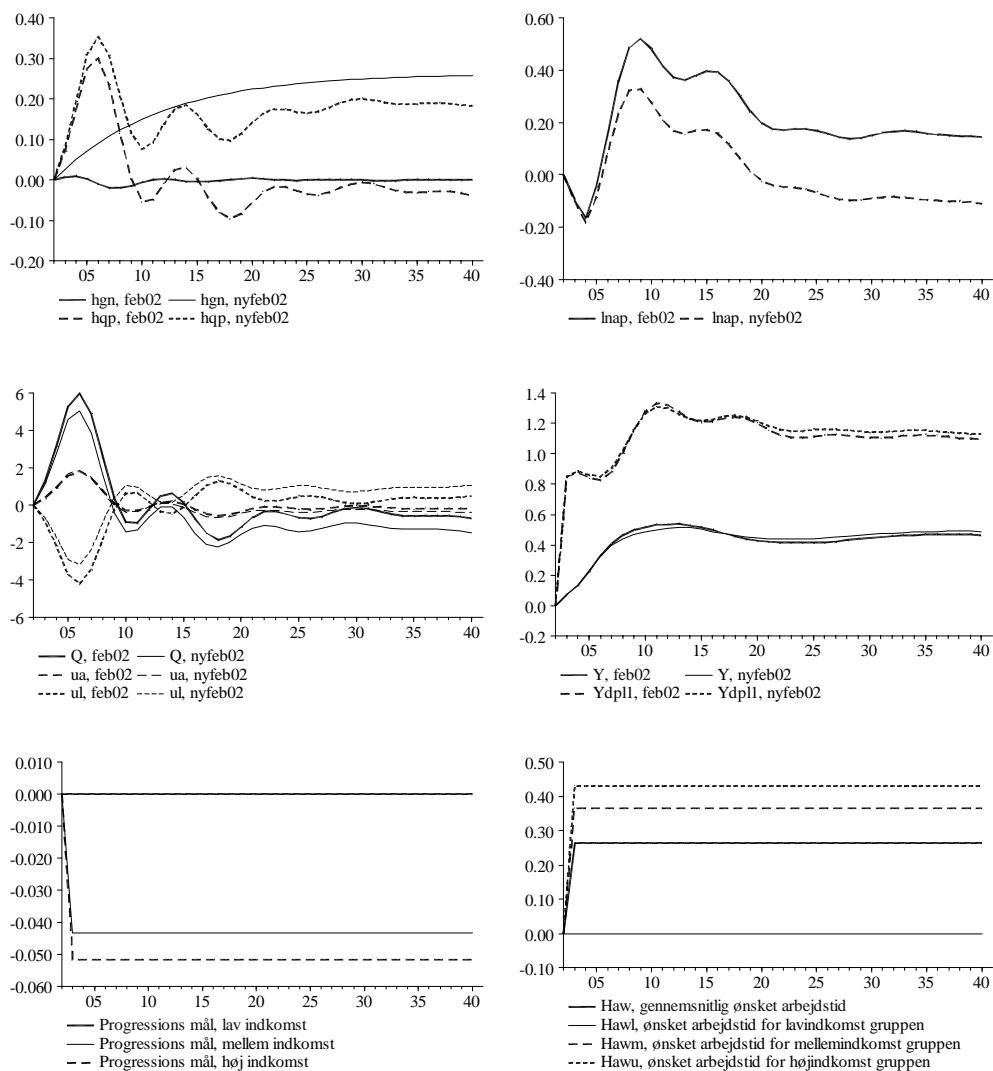 0.40
0.30
0.20
0.10
0.00
-0.10
-0.20
05 10 15 20 25 30 35 40
hgn, feb02 hgn, nyfeb02
hqp, feb02 hqp, nyfeb02
0.60
0.40
0.20
0.00
-0.20
-0.40
05 10 15 20 25 30 35 40
lnap, feb02 lnap, nyfeb02
6
4
2
0
-2
-4
-6
05 10 15 20 25 30 35 40
Q, feb02 Q, nyfeb02
ua, feb02 ua, nyfeb02
ul, feb02 ul, nyfeb02
1.4
1.2
1.0
0.8
0.6
0.4
0.2
0.0
-0.2
05 10 15 20 25 30 35 40
Y, feb02 Y, nyfeb02
Ydpl1, feb02 Ydpl1, nyfeb02
0.010
0.000
-0.010
-0.020
-0.030
-0.040
-0.050
-0.060
05 10 15 20 25 30 35 40
Progressions mål, lav indkomst
Progressions mål, mellem indkomst
Progressions mål, høj indkomst
0.50
0.40
0.30
0.20
0.10
0.00
-0.10
05 10 15 20 25 30 35 40
Haw, gennemsnitlig ønsket arbejdstid
Hawl, ønsket arbejdstid for lavindkomst gruppen
Hawm, ønsket arbejdstid for mellemindkomst gruppen
Hawu, ønsket arbejdstid for højindkomst gruppen